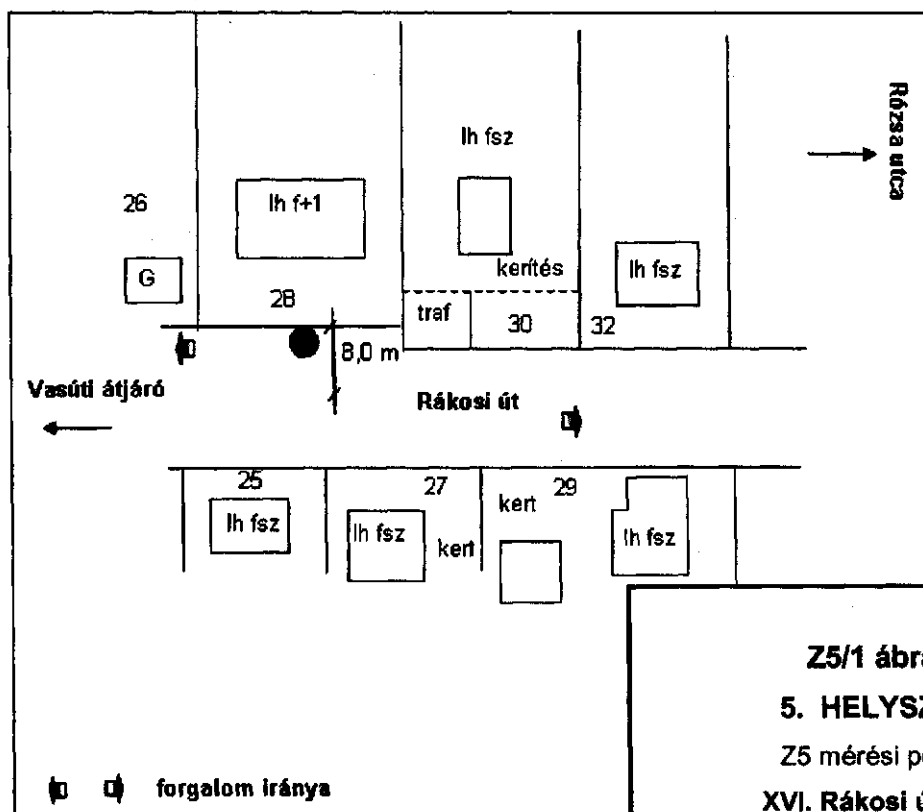 Rózsa utca
lh fsz
26
lh f+1
kerítés
lh fsz
G
28
traf
30
32
8,0 m
Vasúti átjáró
Rákosi út
25
27
29
kert
lh fsz
lh fsz
kert
lh fsz
Z5/1 ábra
5. HELYSZ
Z5 mérési p
XVI. Rákosi ú
forgalom iránya